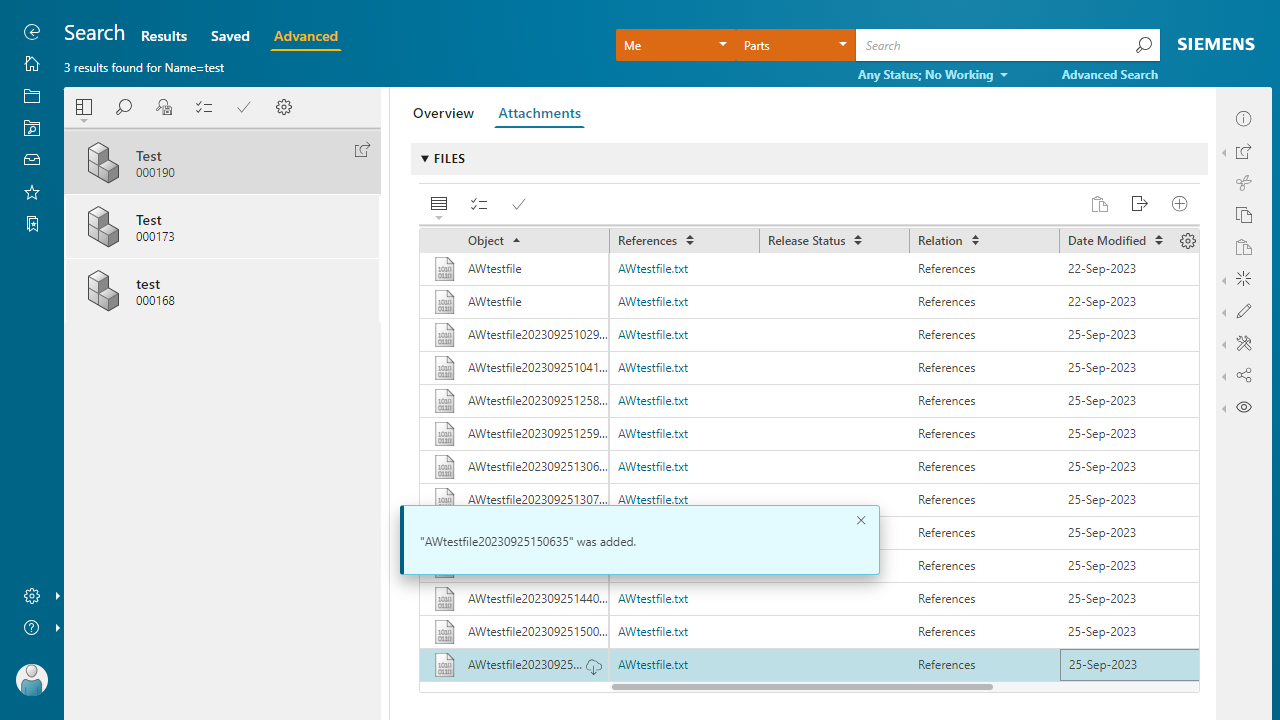 Search Results Saved Advanced
3 results found for Name=test
Me Parts Search SIEMENS
Any Status; No Working Advanced Search
Test
000190
Test
000173
test
000168
Overview Attachments
FILES
Object References Release Status Relation Date Modified
AWtestfile AWtestfile.txt References 22-Sep-2023
AWtestfile AWtestfile.txt References 22-Sep-2023
AWtestfile202309251029... AWtestfile.txt References 25-Sep-2023
AWtestfile202309251041... AWtestfile.txt References 25-Sep-2023
AWtestfile202309251258... AWtestfile.txt References 25-Sep-2023
AWtestfile202309251259... AWtestfile.txt References 25-Sep-2023
AWtestfile202309251306... AWtestfile.txt References 25-Sep-2023
AWtestfile202309251307... AWtestfile.txt References 25-Sep-2023
References 25-Sep-2023
"AWtestfile20230925150635" was added.
References 25-Sep-2023
AWtestfile202309251440... AWtestfile.txt References 25-Sep-2023
AWtestfile202309251500... AWtestfile.txt References 25-Sep-2023
AWtestfile20230925... AWtestfile.txt References 25-Sep-2023